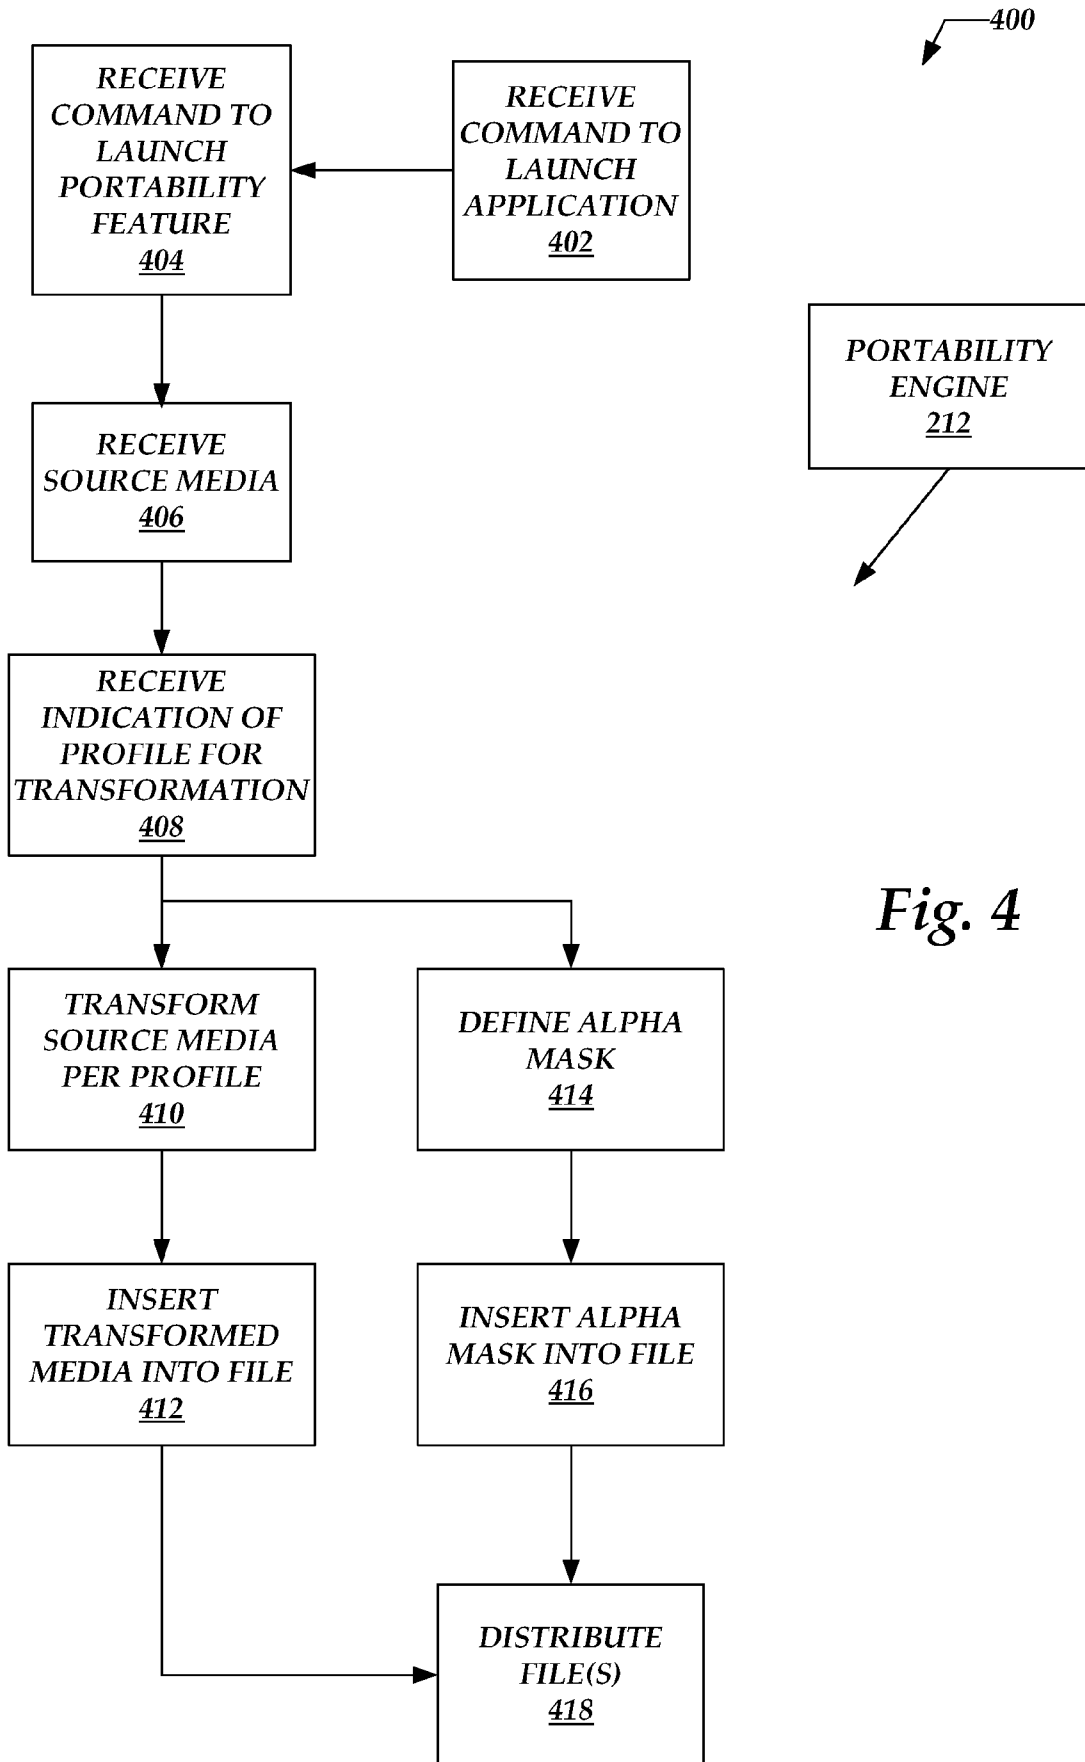 400
RECEIVE
COMMAND TO
LAUNCH
PORTABILITY
FEATURE
404
RECEIVE
COMMAND TO
LAUNCH
APPLICATION
402
PORTABILITY
ENGINE
212
RECEIVE
SOURCE MEDIA
406
RECEIVE
INDICATION OF
PROFILE FOR
TRANSFORMATION
408
Fig. 4
TRANSFORM
SOURCE MEDIA
PER PROFILE
410
DEFINE ALPHA
MASK
414
INSERT
TRANSFORMED
MEDIA INTO FILE
412
INSERT ALPHA
MASK INTO FILE
416
DISTRIBUTE
FILE(S)
418